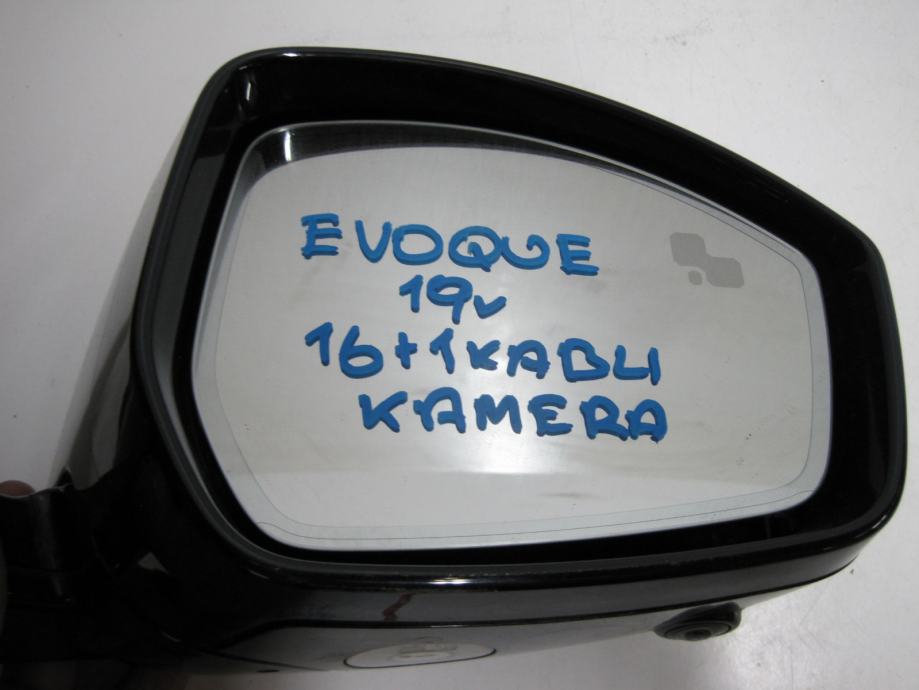 EVOQUE
19v
16+1KABLI
KAMERA